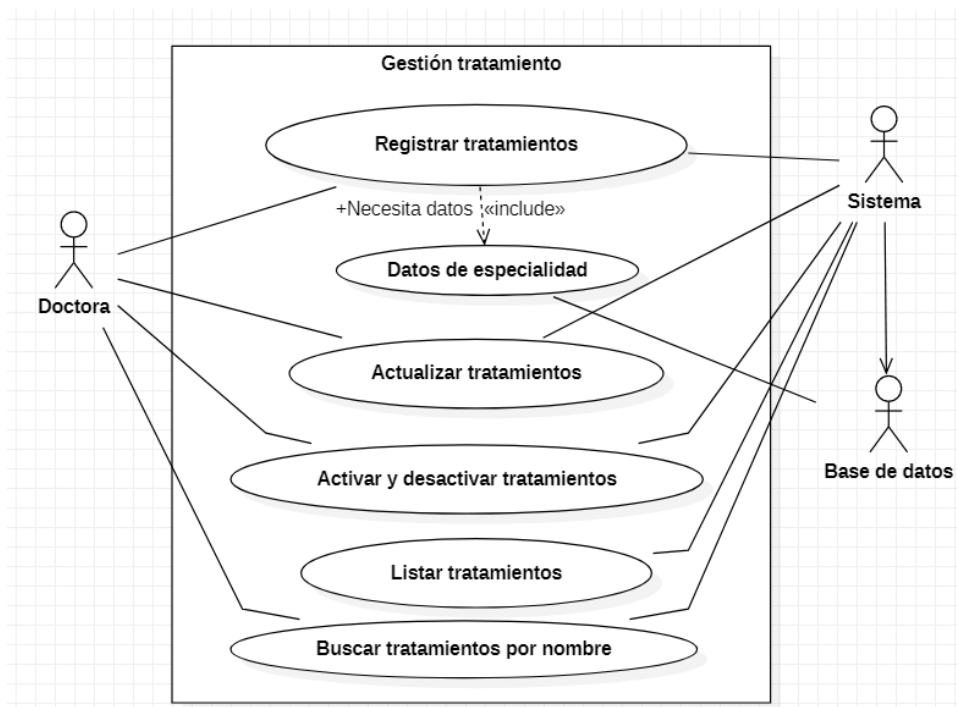 Gestión tratamiento
Registrar tratamientos
Sistema
+Necesita datos «include»
Datos de especialidad
Doctora
Actualizar tratamientos
Base de datos
Activar y desactivar tratamientos
Listar tratamientos
Buscar tratamientos por nombre